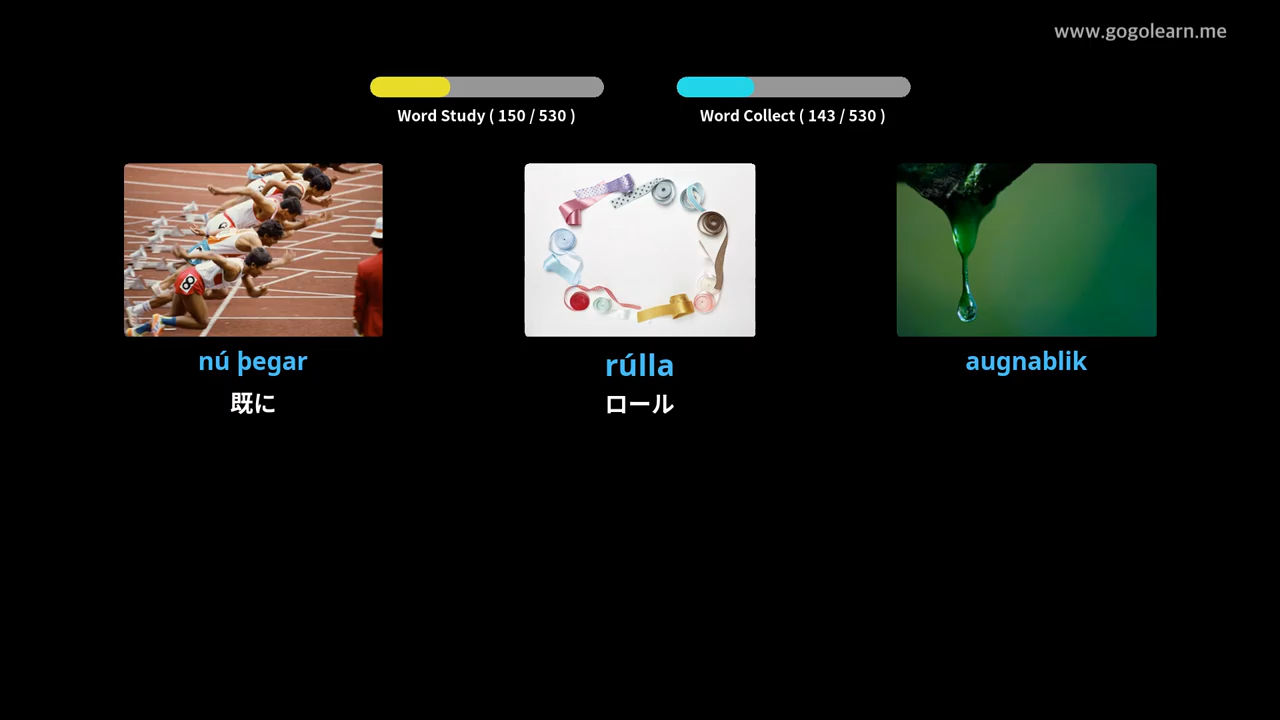 www.gogolearn.me
Word Study ( 150 / 530 )
Word Collect ( 143 / 530 )
8
nú þegar
rúlla
augnablik
既に
ロール